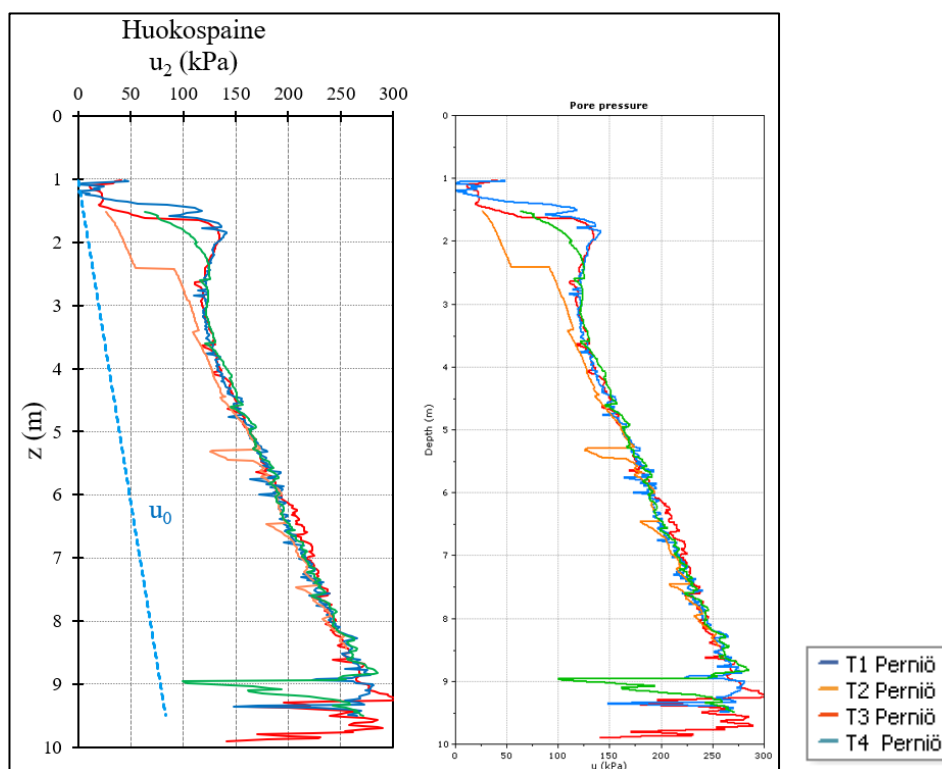 Huokospaine
u2 (kPa)
0 50 100 150 200 250 300
0
1
2
3
4
5
6
7
8
9
10
z (m)
u0
Pore pressure
0
1
2
3
4
5
6
7
8
9
10
Depth (m)
0 50 100 150 200 250 300
u (kPa)
T1 Perniö
T2 Perniö
T3 Perniö
T4 Perniö